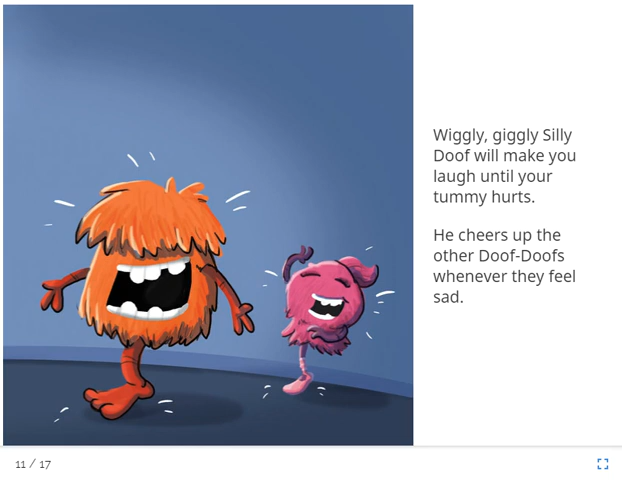 Wiggly, giggly Silly
Doof will make you
laugh until your
tummy hurts.
He cheers up the
other Doof-Doofs
whenever they feel
sad.
11 / 17